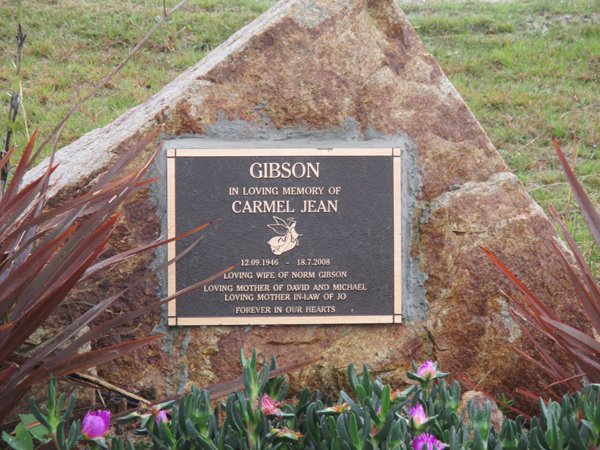 GIBSON
IN LOVING MEMORY OF
CARMEL JEAN
12.09.1946 - 18.7.2008
LOVING WIFE OF NORM GIBSON
LOVING MOTHER OF DAVID AND MICHAEL
LOVING MOTHER IN-LAW OF JO
FOREVER IN OUR HEARTS